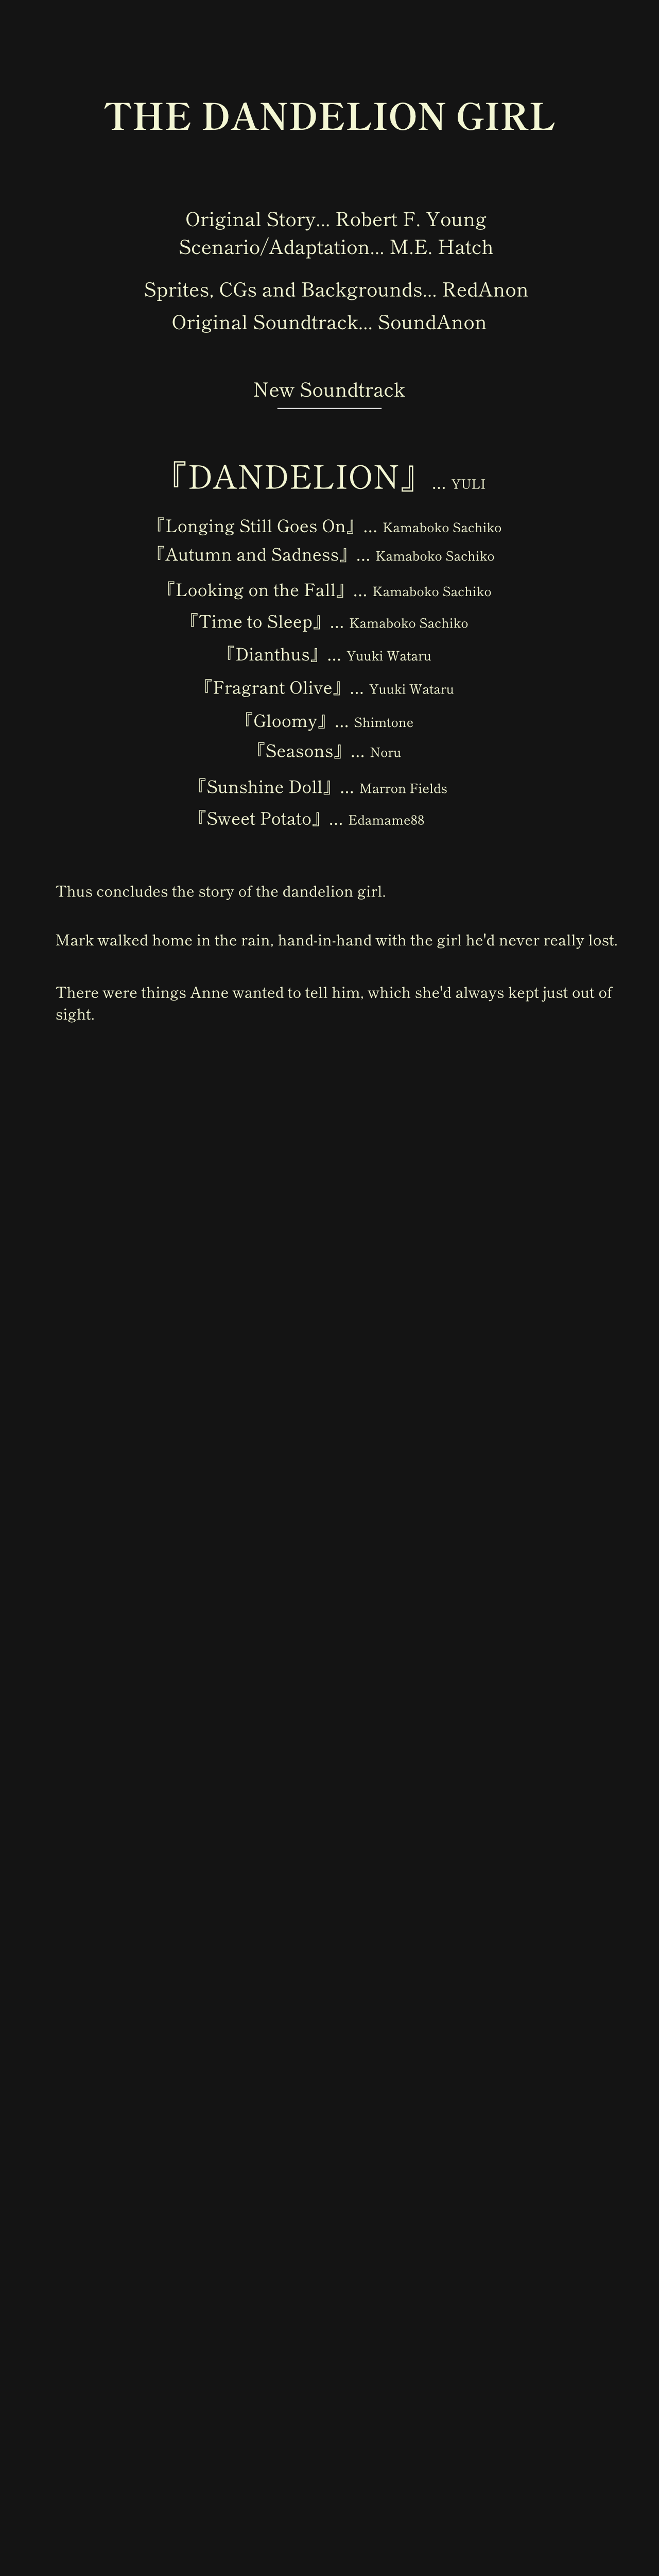 THE DANDELION GIRL
Original Story... Robert F. Young
Scenario/Adaptation... M.E. Hatch
Sprites, CGs and Backgrounds... RedAnon
Original Soundtrack... SoundAnon
New Soundtrack
『DANDELION』... YULI
『Longing Still Goes On』... Kamaboko Sachiko
『Autumn and Sadness』... Kamaboko Sachiko
『Looking on the Fall』... Kamaboko Sachiko
『Time to Sleep』... Kamaboko Sachiko
『Dianthus』... Yuuki Wataru
『Fragrant Olive』... Yuuki Wataru
『Gloomy』... Shimtone
『Seasons』... Noru
『Sunshine Doll』... Marron Fields
『Sweet Potato』... Edamame88
Thus concludes the story of the dandelion girl.
Mark walked home in the rain, hand-in-hand with the girl he'd never really lost.
There were things Anne wanted to tell him, which she'd always kept just out of
sight.